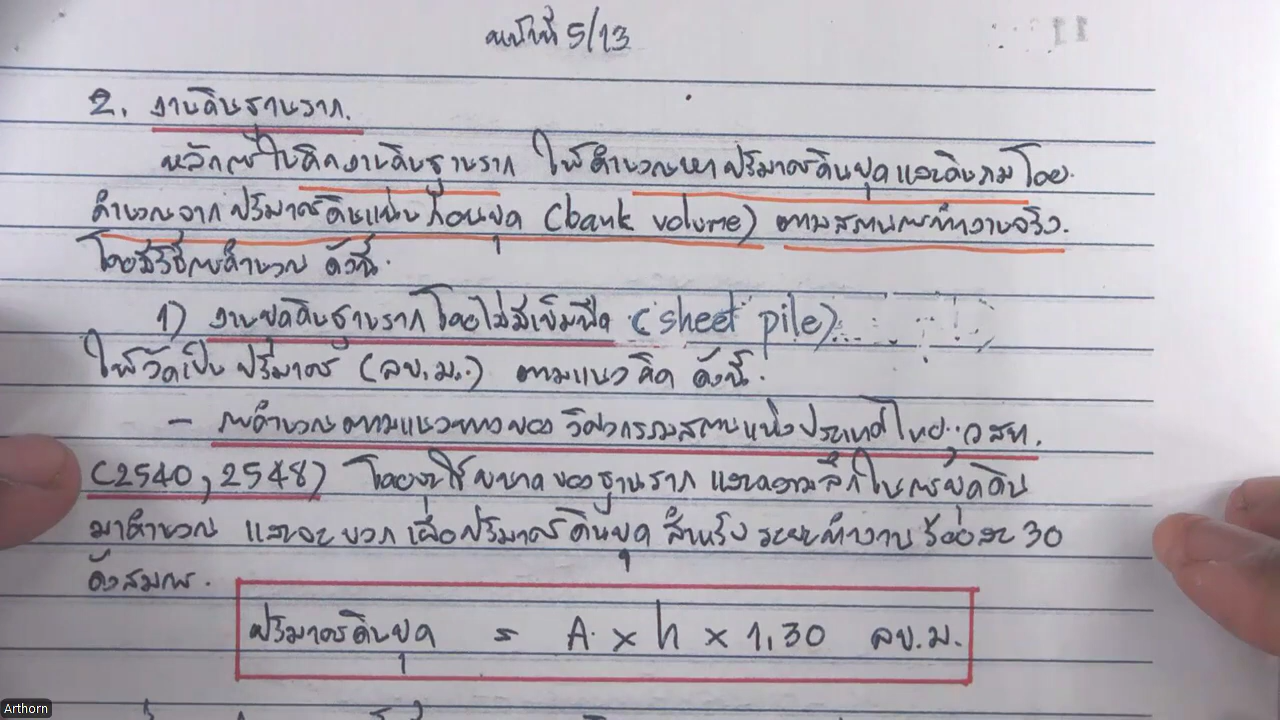 หน้าที่ 5/13
2. งานดินฐานราก.
หลักการในคิดงานดินฐานราก ให้คำนวณหาปริมาตรดินขุดและดินถมโดย
คำนวณจากปริมาตรดินแน่นก่อนขุด (bank volume) ตามสถานการณ์ทำงานจริง.
โดยมีวิธีการคำนวณ ดังนี้.
1) งานขุดดินฐานรากโดยไม่มีเข็มพืด (sheet pile)
ให้วัดเป็นปริมาตร (ลบ.ม.) ตามแนวคิด ดังนี้.
- การคำนวณตามแนวทางของวิศวกรรมสถานแห่งประเทศไทย, วสท.
(2540, 2548) โดยจะใช้ขนาดของฐานราก และความลึกในการขุดดิน
มาคำนวณ และจะบวกเผื่อปริมาตรดินขุด สำหรับระยะทำงานร้อยละ 30
ดังสมการ.
ปริมาตรดินขุด = A × h × 1.30 ลบ.ม.
Arthorn